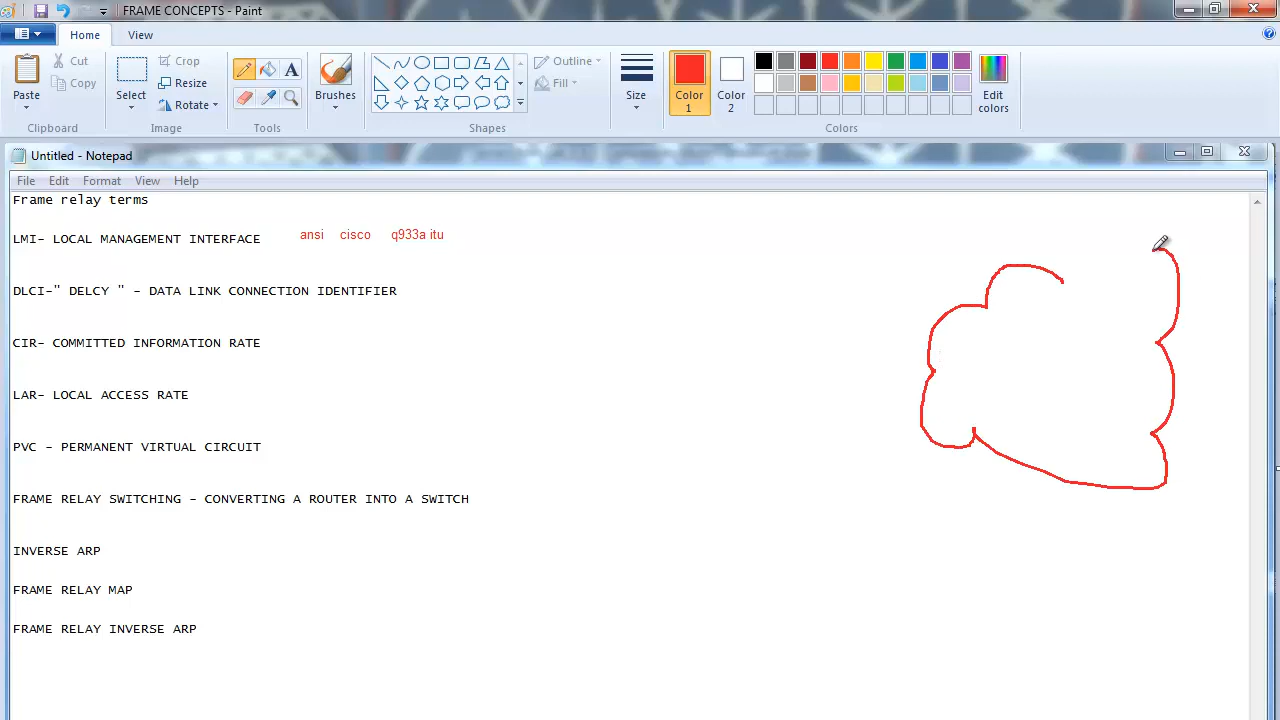 FRAME CONCEPTS - Paint
Home View
Paste Cut Copy Select Crop Resize Rotate A Brushes Outline Fill Size Color 1 Color 2 Edit colors
Clipboard Image Tools Shapes Colors
Untitled - Notepad
File Edit Format View Help
Frame relay terms
LMI- LOCAL MANAGEMENT INTERFACE ansi cisco q933a itu
DLCI-" DELCY " - DATA LINK CONNECTION IDENTIFIER
CIR- COMMITTED INFORMATION RATE
LAR- LOCAL ACCESS RATE
PVC - PERMANENT VIRTUAL CIRCUIT
FRAME RELAY SWITCHING - CONVERTING A ROUTER INTO A SWITCH
INVERSE ARP
FRAME RELAY MAP
FRAME RELAY INVERSE ARP